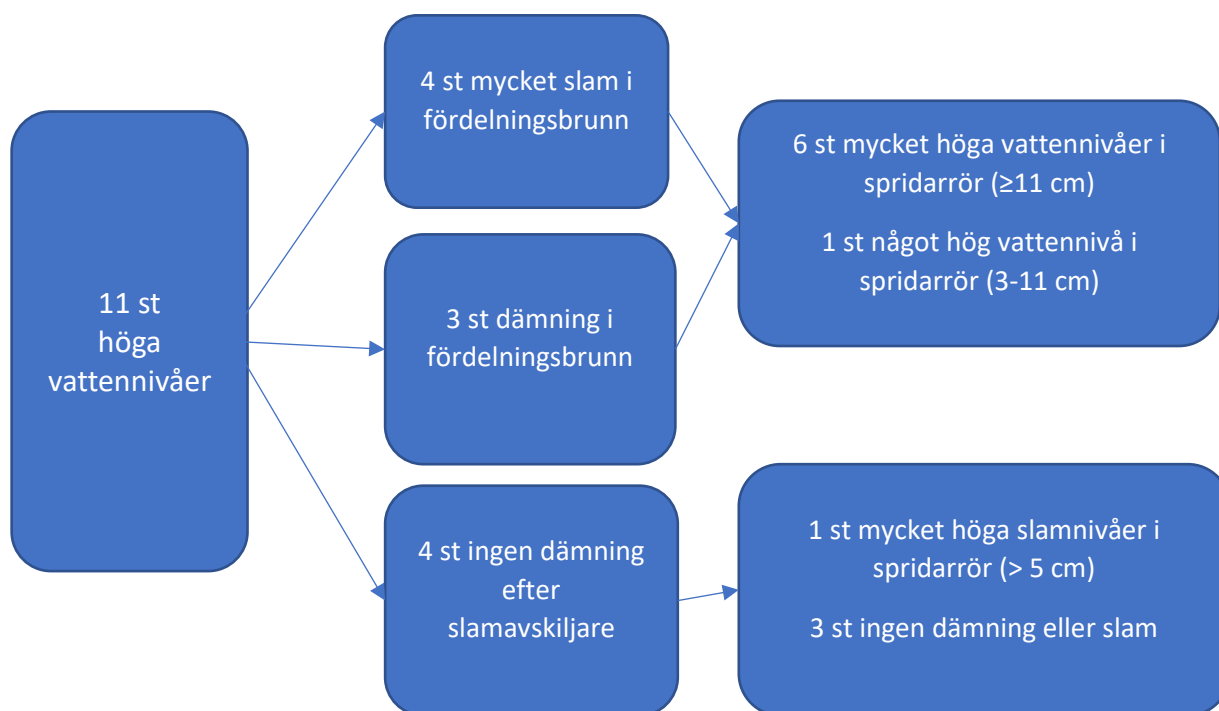 11 st
höga
vattennivåer
4 st mycket slam i
fördelningsbrunn
3 st dämning i
fördelningsbrunn
4 st ingen dämning
efter
slamavskiljare
6 st mycket höga vattennivåer i
spridarrör (≥11 cm)
1 st något hög vattennivå i
spridarrör (3-11 cm)
1 st mycket höga slamnivåer i
spridarrör (> 5 cm)
3 st ingen dämning eller slam